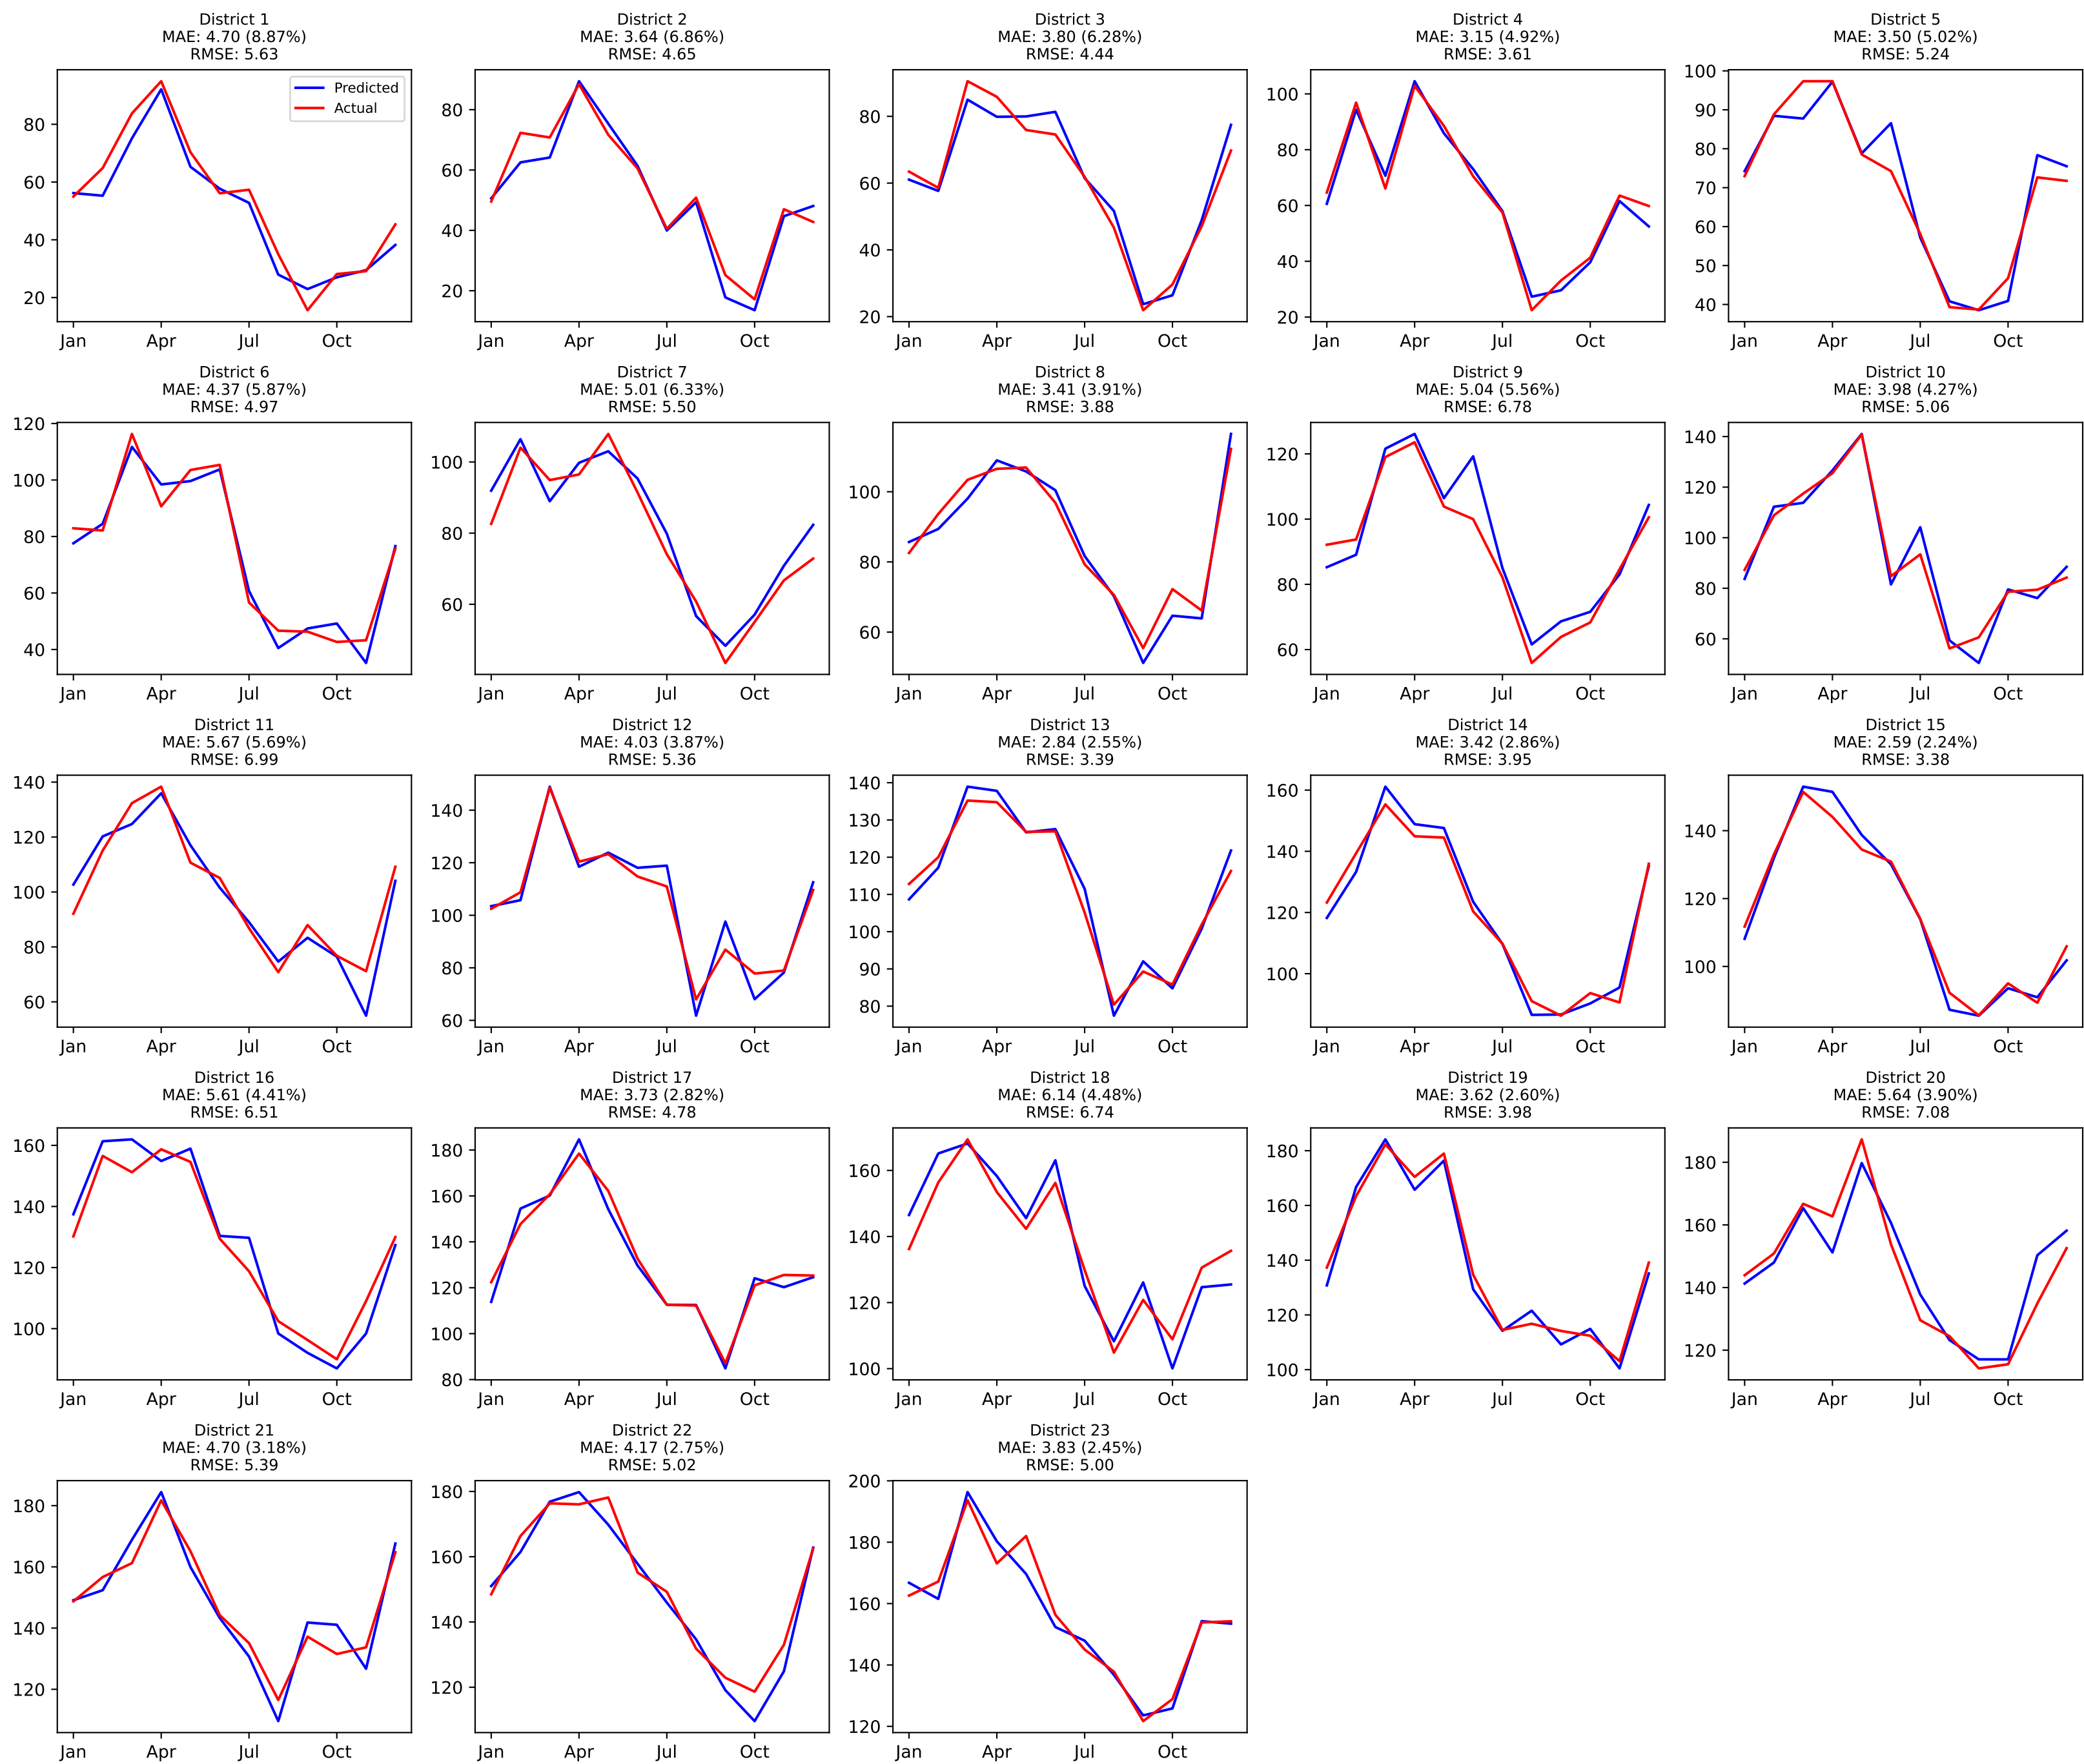 District 1
MAE: 4.70 (8.87%)
RMSE: 5.63
Predicted
Actual
80
60
40
20
Jan Apr Jul Oct
District 2
MAE: 3.64 (6.86%)
RMSE: 4.65
80
60
40
20
Jan Apr Jul Oct
District 3
MAE: 3.80 (6.28%)
RMSE: 4.44
80
60
40
20
Jan Apr Jul Oct
District 4
MAE: 3.15 (4.92%)
RMSE: 3.61
100
80
60
40
20
Jan Apr Jul Oct
District 5
MAE: 3.50 (5.02%)
RMSE: 5.24
100
90
80
70
60
50
40
Jan Apr Jul Oct
District 6
MAE: 4.37 (5.87%)
RMSE: 4.97
120
100
80
60
40
Jan Apr Jul Oct
District 7
MAE: 5.01 (6.33%)
RMSE: 5.50
100
80
60
Jan Apr Jul Oct
District 8
MAE: 3.41 (3.91%)
RMSE: 3.88
100
80
60
Jan Apr Jul Oct
District 9
MAE: 5.04 (5.56%)
RMSE: 6.78
120
100
80
60
Jan Apr Jul Oct
District 10
MAE: 3.98 (4.27%)
RMSE: 5.06
140
120
100
80
60
Jan Apr Jul Oct
District 11
MAE: 5.67 (5.69%)
RMSE: 6.99
140
120
100
80
60
Jan Apr Jul Oct
District 12
MAE: 4.03 (3.87%)
RMSE: 5.36
140
120
100
80
60
Jan Apr Jul Oct
District 13
MAE: 2.84 (2.55%)
RMSE: 3.39
140
130
120
110
100
90
80
Jan Apr Jul Oct
District 14
MAE: 3.42 (2.86%)
RMSE: 3.95
160
140
120
100
Jan Apr Jul Oct
District 15
MAE: 2.59 (2.24%)
RMSE: 3.38
140
120
100
Jan Apr Jul Oct
District 16
MAE: 5.61 (4.41%)
RMSE: 6.51
160
140
120
100
Jan Apr Jul Oct
District 17
MAE: 3.73 (2.82%)
RMSE: 4.78
180
160
140
120
100
80
Jan Apr Jul Oct
District 18
MAE: 6.14 (4.48%)
RMSE: 6.74
160
140
120
100
Jan Apr Jul Oct
District 19
MAE: 3.62 (2.60%)
RMSE: 3.98
180
160
140
120
100
Jan Apr Jul Oct
District 20
MAE: 5.64 (3.90%)
RMSE: 7.08
180
160
140
120
Jan Apr Jul Oct
District 21
MAE: 4.70 (3.18%)
RMSE: 5.39
180
160
140
120
Jan Apr Jul Oct
District 22
MAE: 4.17 (2.75%)
RMSE: 5.02
180
160
140
120
Jan Apr Jul Oct
District 23
MAE: 3.83 (2.45%)
RMSE: 5.00
200
180
160
140
120
Jan Apr Jul Oct